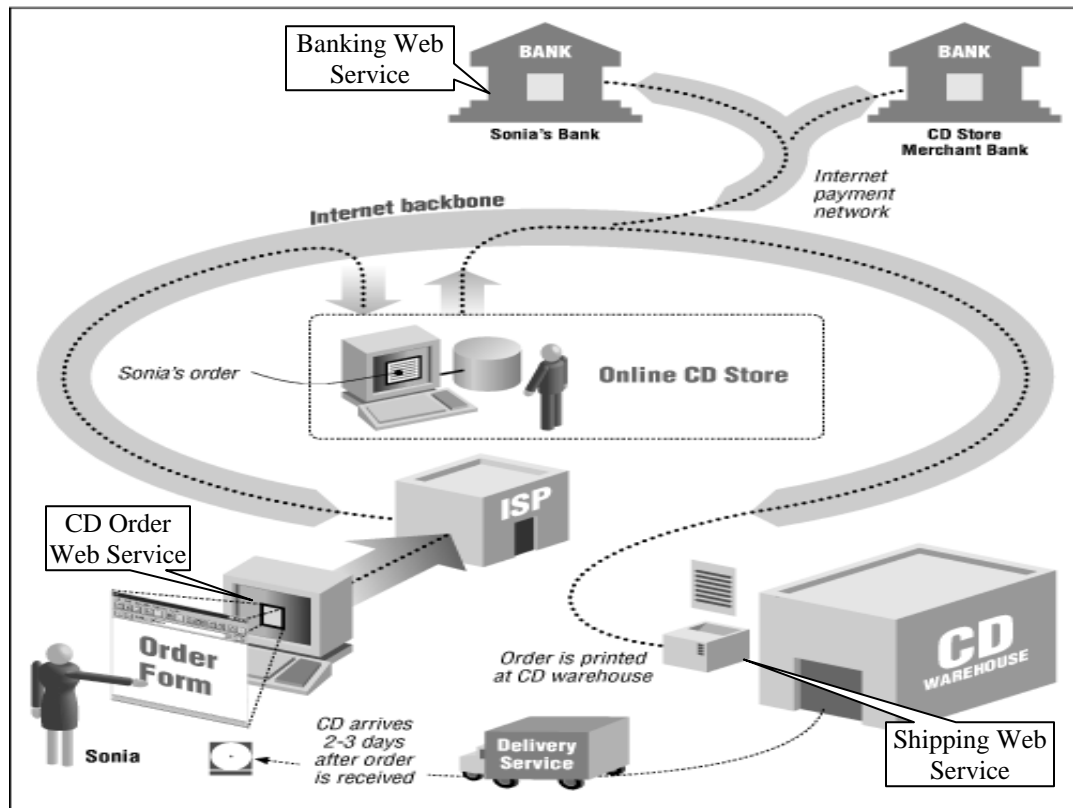 Banking Web
Service
BANK
Sonia's Bank
BANK
CD Store
Merchant Bank
Internet
payment
network
Internet backbone
Sonia's order
Online CD Store
ISP
CD Order
Web Service
Order
Form
Sonia
CD arrives
2-3 days
after order
is received
Delivery
Service
Order is printed
at CD warehouse
CD
WAREHOUSE
Shipping Web
Service